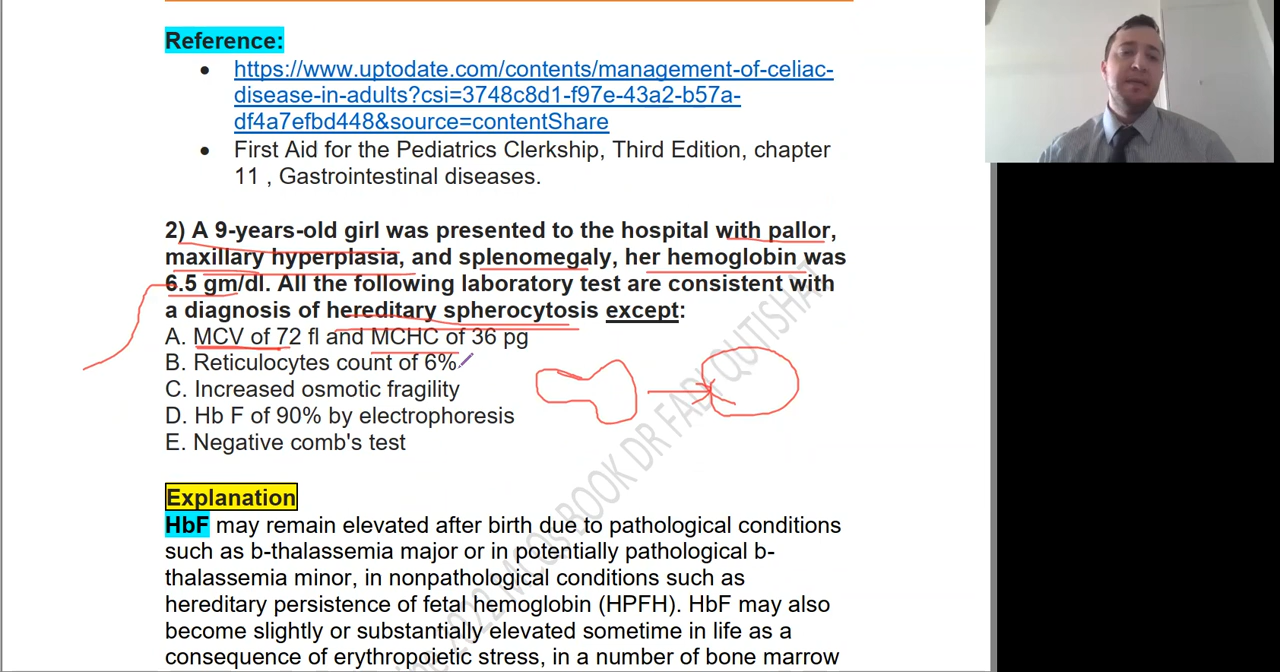 Reference:
• https://www.uptodate.com/contents/management-of-celiac-
disease-in-adults?csi=3748c8d1-f97e-43a2-b57a-
df4a7efbd448&source=contentShare
• First Aid for the Pediatrics Clerkship, Third Edition, chapter
11 , Gastrointestinal diseases.
2) A 9-years-old girl was presented to the hospital with pallor,
maxillary hyperplasia, and splenomegaly, her hemoglobin was
6.5 gm/dl. All the following laboratory test are consistent with
a diagnosis of hereditary spherocytosis except:
A. MCV of 72 fl and MCHC of 36 pg
B. Reticulocytes count of 6%
C. Increased osmotic fragility
D. Hb F of 90% by electrophoresis
E. Negative comb's test
Explanation
HbF may remain elevated after birth due to pathological conditions
such as b-thalassemia major or in potentially pathological b-
thalassemia minor, in nonpathological conditions such as
hereditary persistence of fetal hemoglobin (HPFH). HbF may also
become slightly or substantially elevated sometime in life as a
consequence of erythropoietic stress, in a number of bone marrow
2022 MCQS BOOK DR FADI QUTISHAT